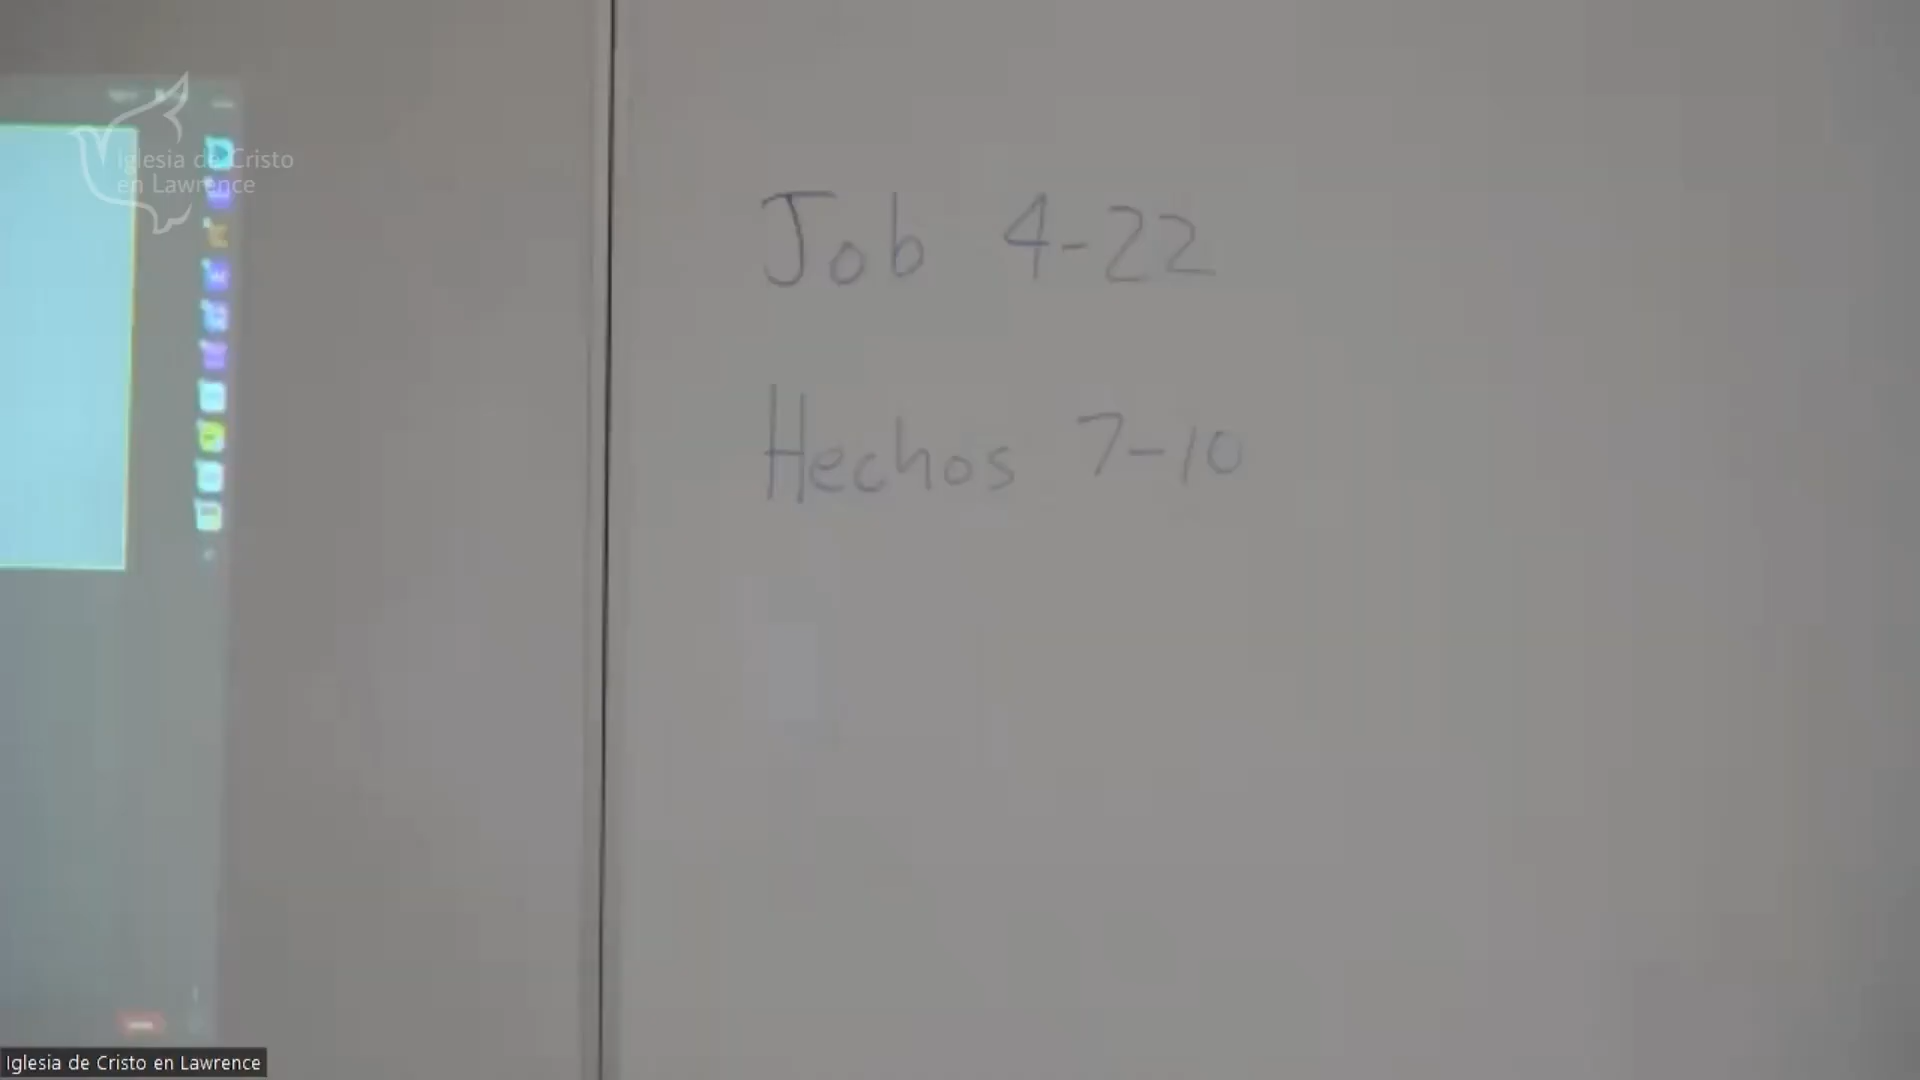 Iglesia de Cristo
en Lawrence
Job 4-22
Hechos 7-10
Iglesia de Cristo en Lawrence